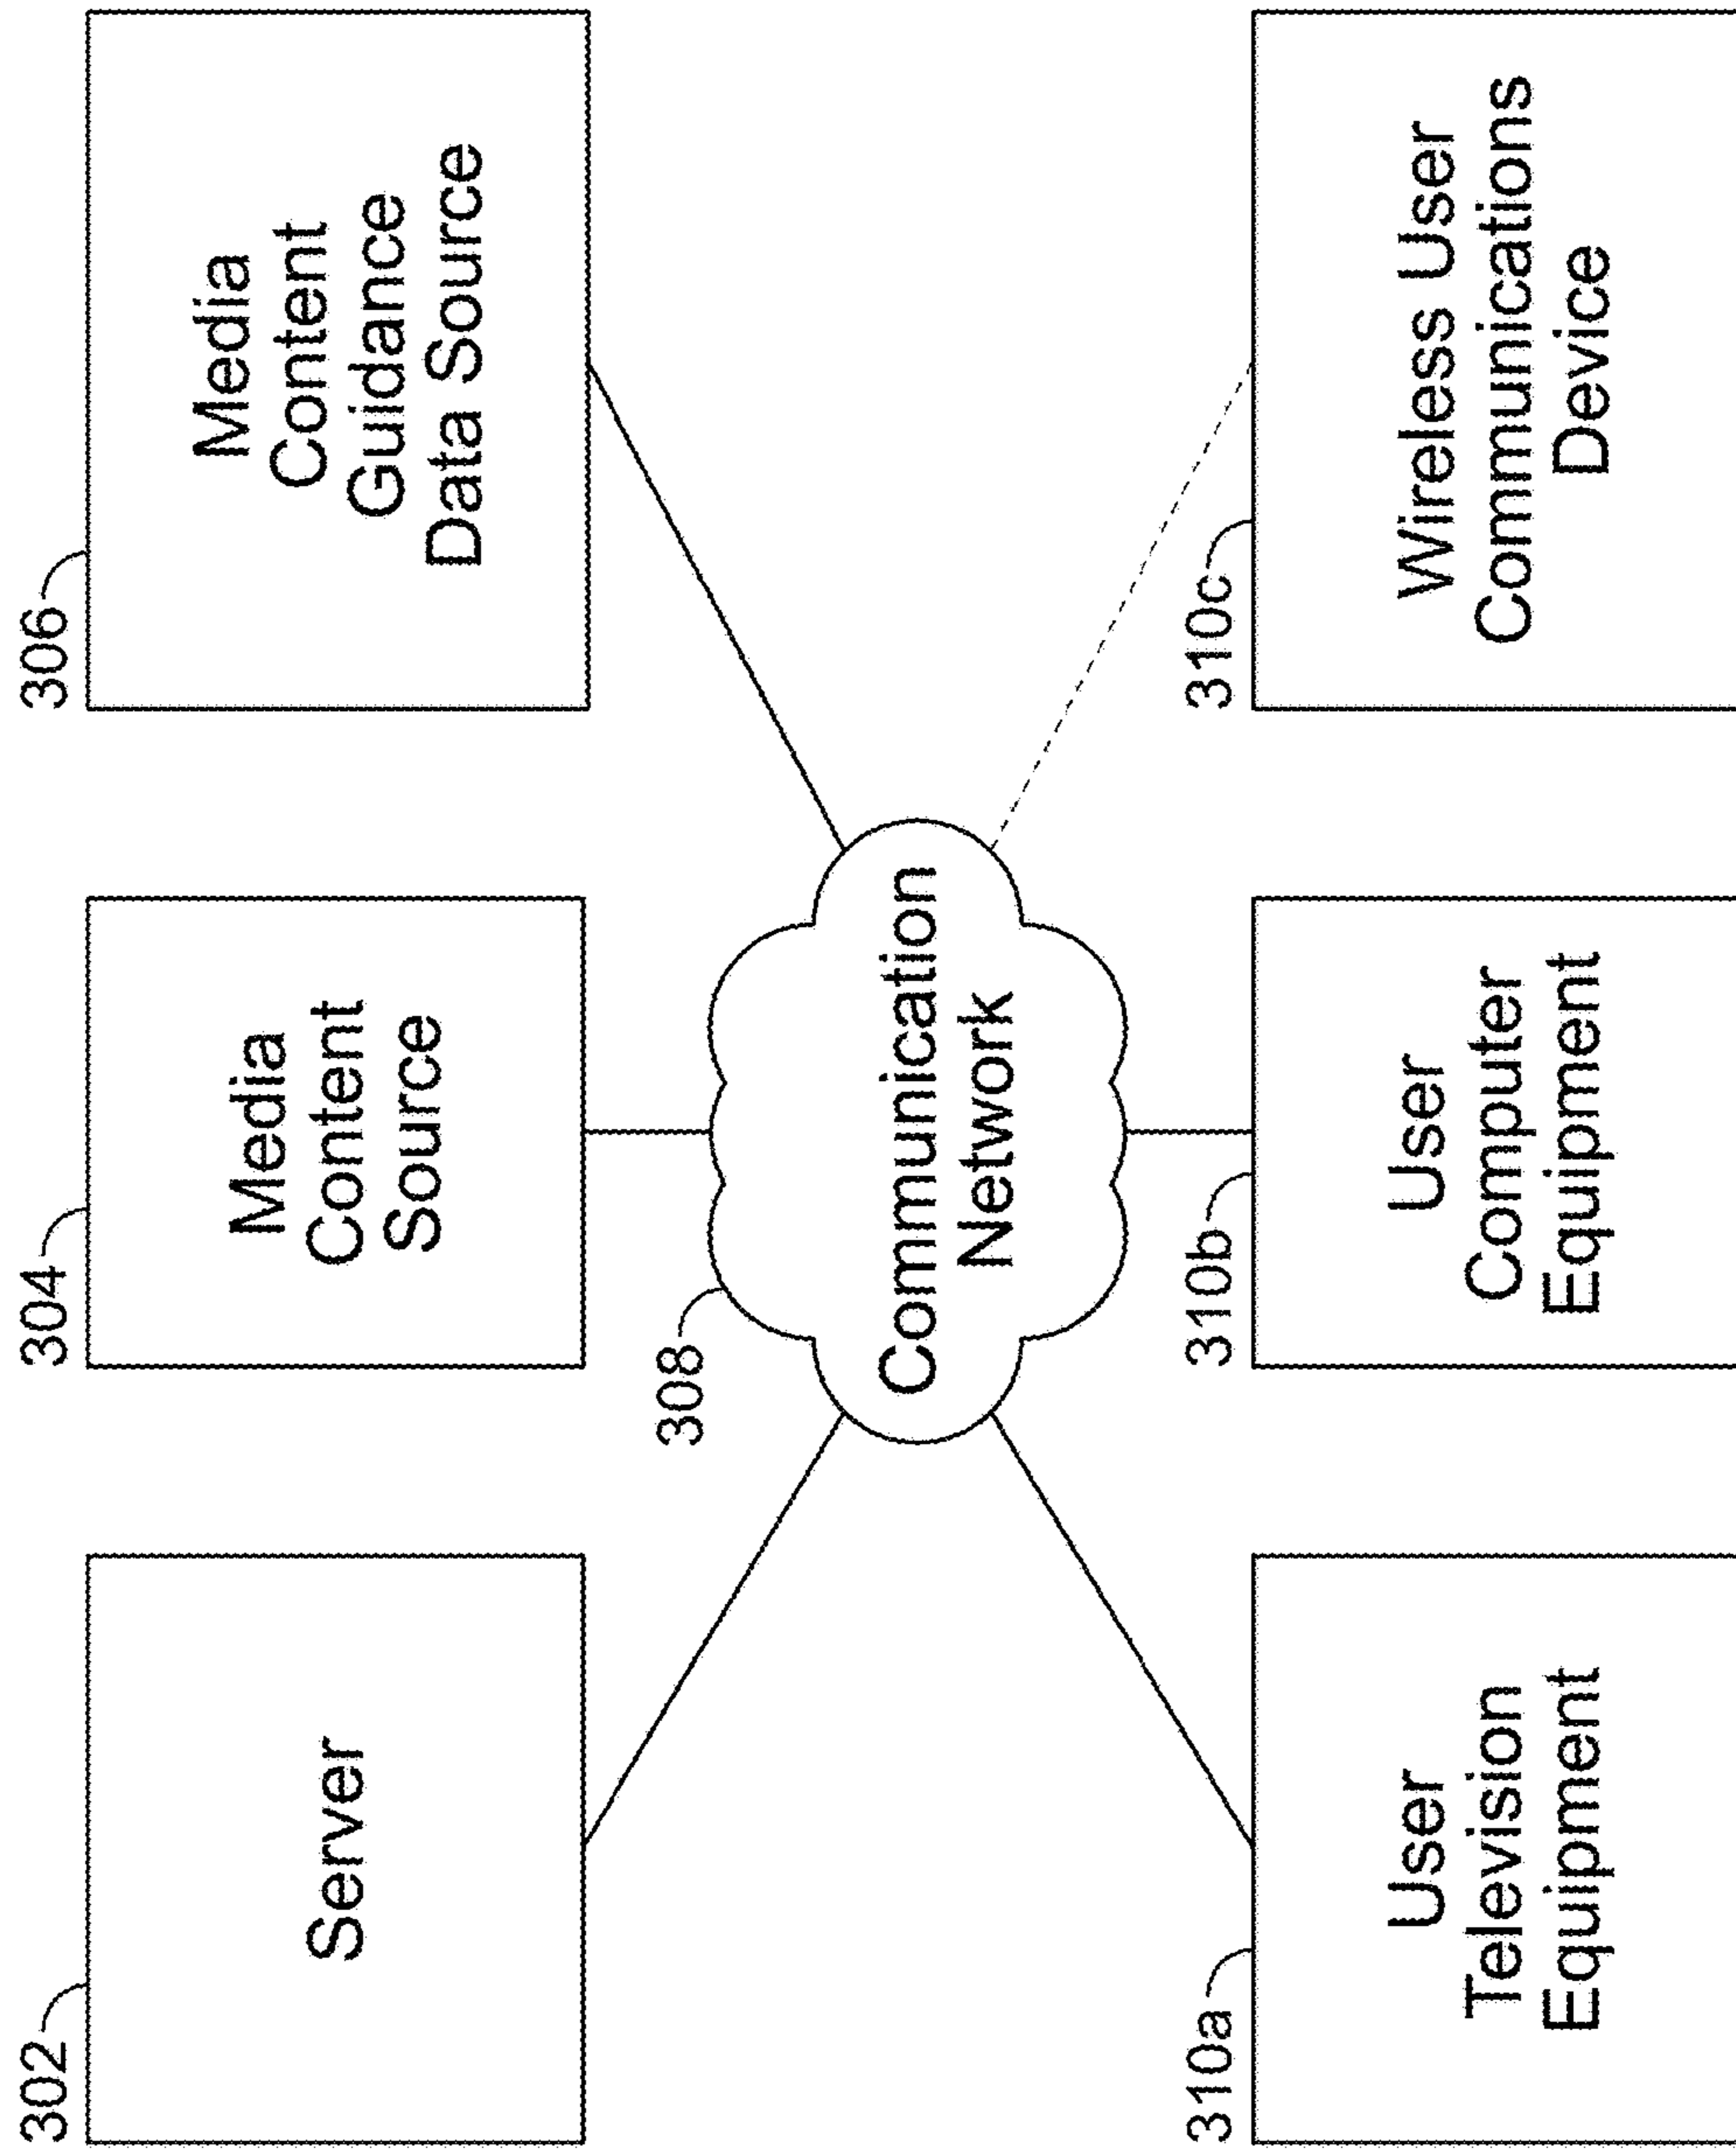 302
Server
304
Media
Content
Source
306
Media
Content
Guidance
Data Source
308
Communication
Network
310a
User
Television
Equipment
310b
User
Computer
Equipment
310c
Wireless User
Communications
Device